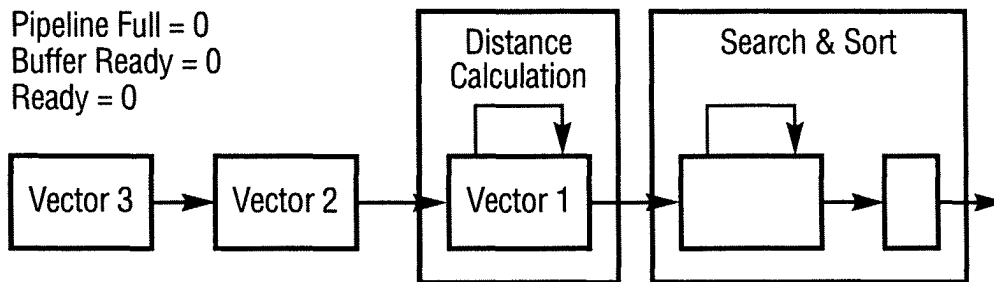 Pipeline Full = 0
Buffer Ready = 0
Ready = 0
Distance
Calculation
Search & Sort
Vector 3
Vector 2
Vector 1